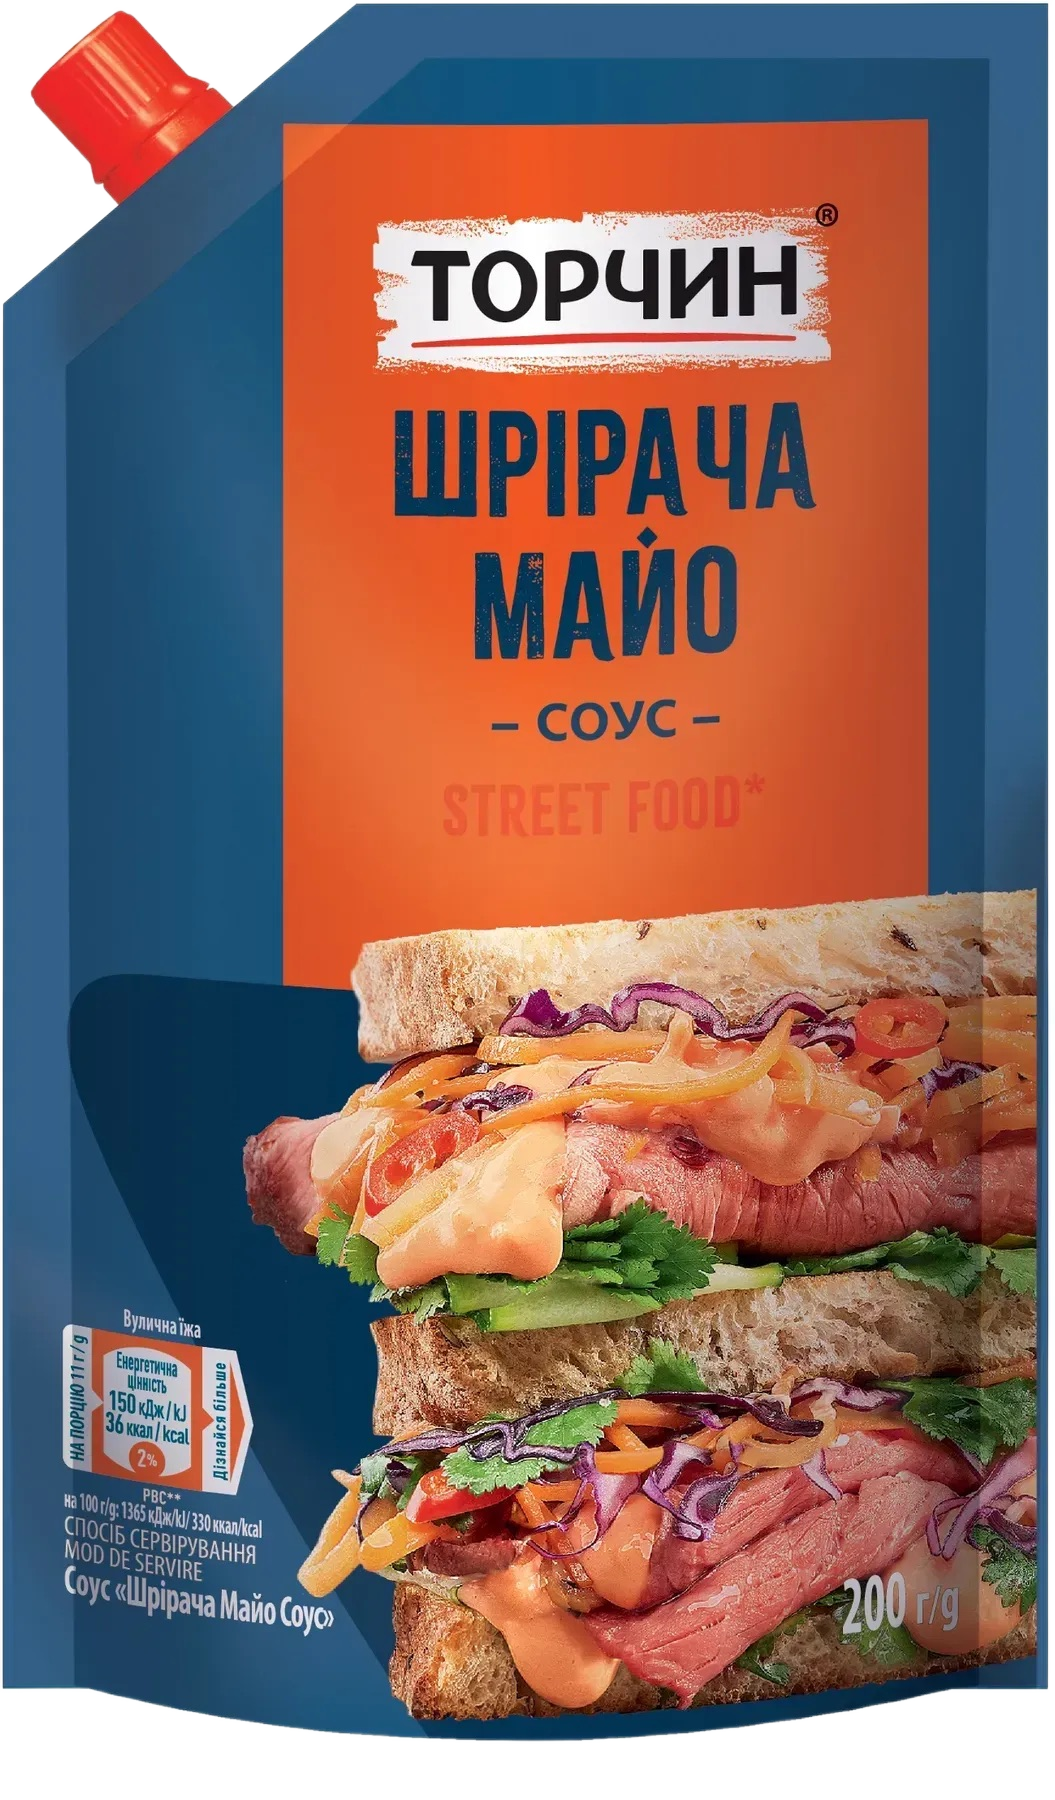 ТОРЧИН®
ШРІРАЧА
МАЙО
– СОУС –
STREET FOOD*
Вулична їжа
НА ПОРЦІЮ 11 г/g
Енергетична
цінність
150 кДж/kJ
36 ккал/kcal
2%
Дізнайся більше
РВС**
на 100 г/g: 1365 кДж/kJ/ 330 ккал/kcal
СПОСІБ СЕРВІРУВАННЯ
MOD DE SERVIRE
Соус «Шрірача Майо Соус»
200 г/g